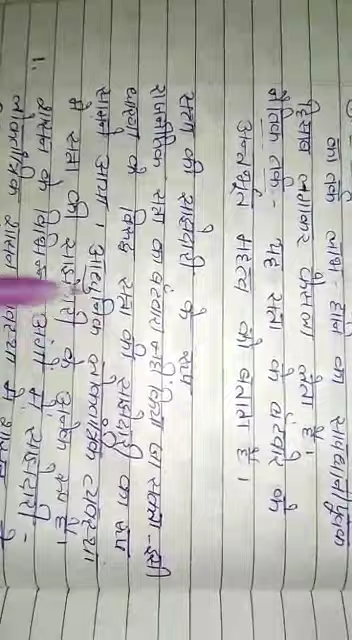 का तर्क लाभ-हानि का सावधानीपूर्वक
हिसाब लगाकर फैसला लेता है।
नैतिक तर्क- यह सत्ता के बंटवारे के
अन्तर्भूत महत्व को बताता है।
सत्ता की साझेदारी के रूप
राजनीतिक सत्ता का बंटवारा नहीं किया जा सकता-इसी
धारणा के विरुद्ध सत्ता की साझेदारी का रूप
सामने आया। आधुनिक लोकतांत्रिक व्यवस्था
में सत्ता की साझेदारी के अनेक रूप हैं।
1. शासन के विभिन्न अंगों में साझेदारी-
लोकतांत्रिक शासन व्यवस्था में शासन के